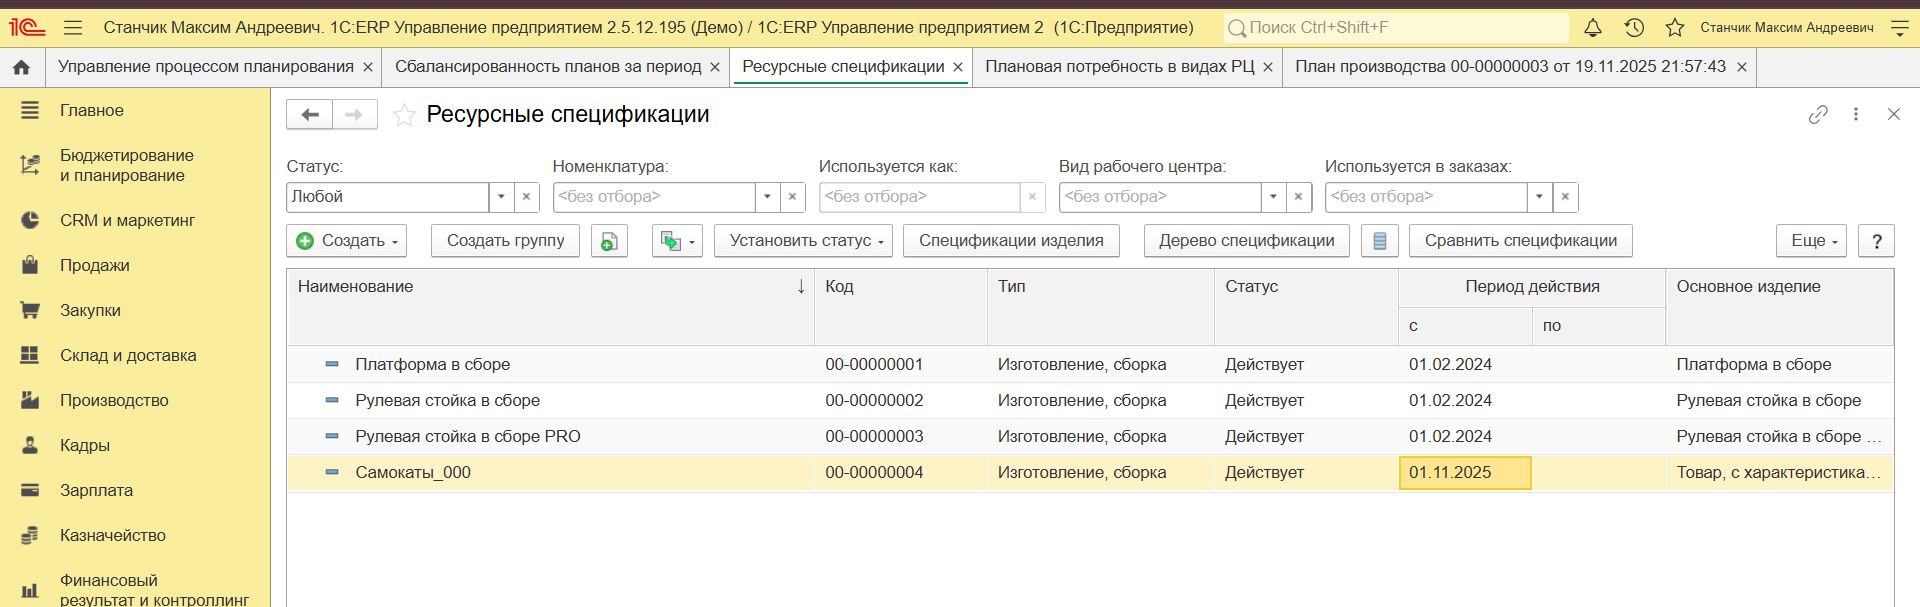 1С Станчик Максим Андреевич. 1С:ERP Управление предприятием 2.5.12.195 (Демо) / 1С:ERP Управление предприятием 2 (1С:Предприятие) Поиск Ctrl+Shift+F Станчик Максим Андреевич
Управление процессом планирования Сбалансированность планов за период Ресурсные спецификации Плановая потребность в видах РЦ План производства 00-00000003 от 19.11.2025 21:57:43
Главное
Бюджетирование
и планирование
CRM и маркетинг
Продажи
Закупки
Склад и доставка
Производство
Кадры
Зарплата
Казначейство
Финансовый
результат и контроллинг
Ресурсные спецификации
Статус: Номенклатура: Используется как: Вид рабочего центра: Используется в заказах:
Любой <без отбора> <без отбора> <без отбора> <без отбора>
Создать Создать группу Установить статус Спецификации изделия Дерево спецификации Сравнить спецификации Еще ?
Наименование ↓ Код Тип Статус Период действия Основное изделие
с по
Платформа в сборе 00-00000001 Изготовление, сборка Действует 01.02.2024 Платформа в сборе
Рулевая стойка в сборе 00-00000002 Изготовление, сборка Действует 01.02.2024 Рулевая стойка в сборе
Рулевая стойка в сборе PRO 00-00000003 Изготовление, сборка Действует 01.02.2024 Рулевая стойка в сборе ...
Самокаты_000 00-00000004 Изготовление, сборка Действует 01.11.2025 Товар, с характеристика...